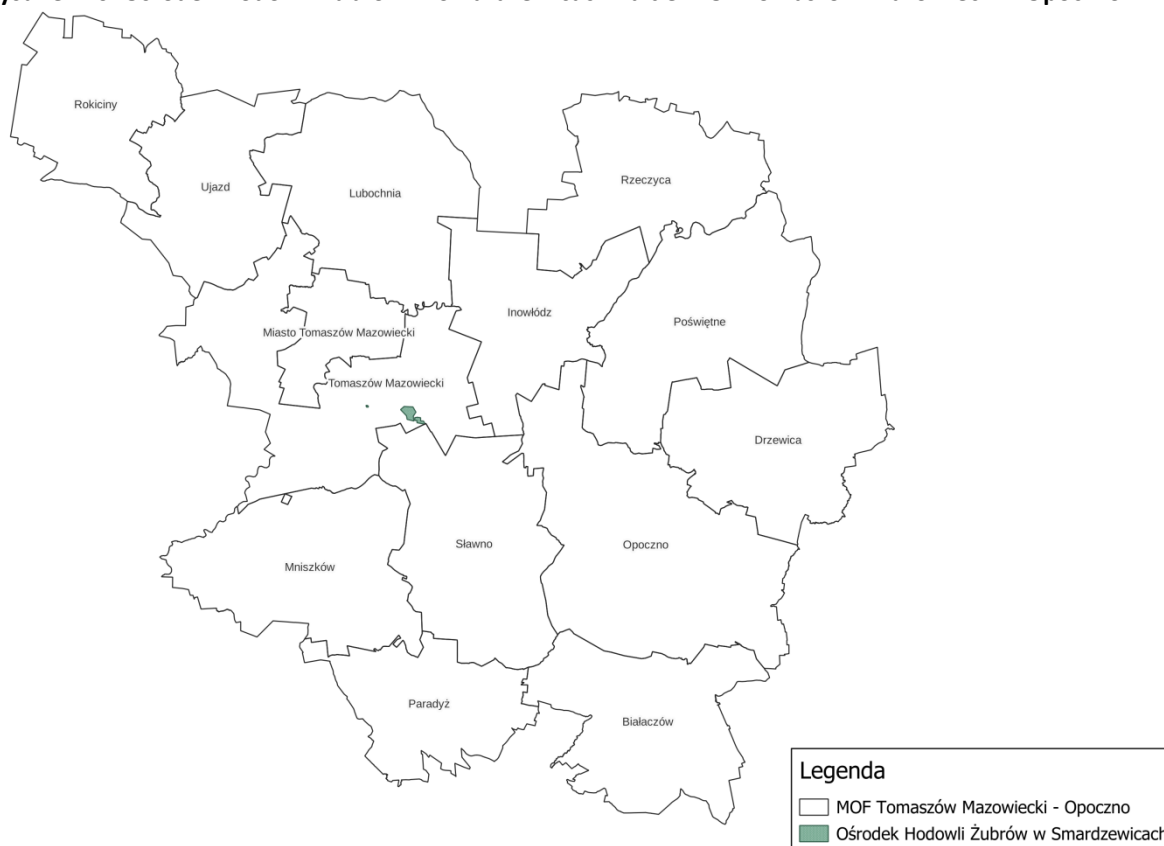 Rokiciny
Ujazd
Lubochnia
Rzeczyca
Inowłódz
Poświętne
Miasto Tomaszów Mazowiecki
Tomaszów Mazowiecki
Drzewica
Sławno
Opoczno
Mniszków
Paradyż
Białaczów
Legenda
MOF Tomaszów Mazowiecki - Opoczno
Ośrodek Hodowli Żubrów w Smardzewicach